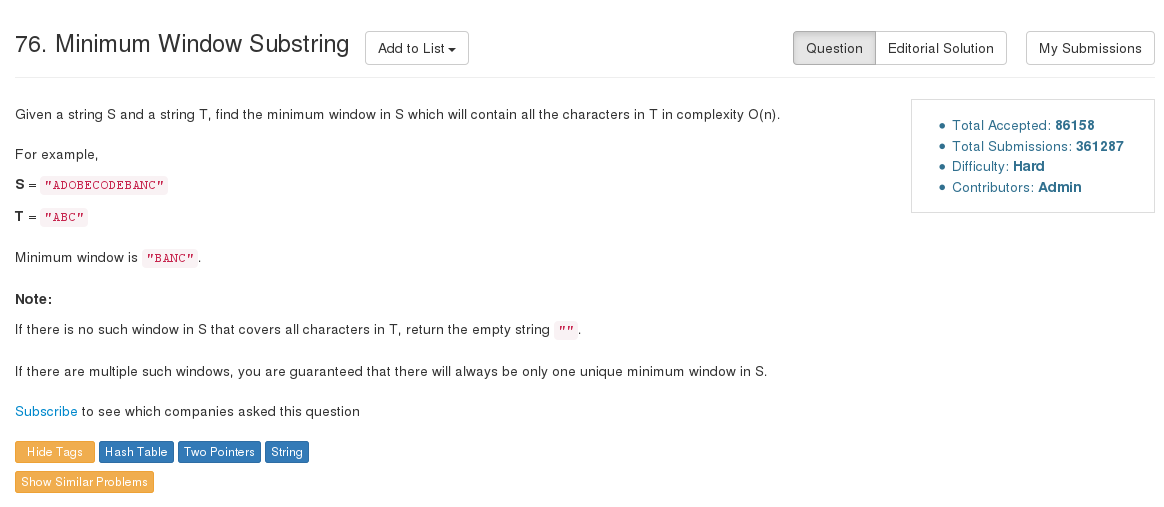 76. Minimum Window Substring Add to List Question Editorial Solution My Submissions
Given a string S and a string T, find the minimum window in S which will contain all the characters in T in complexity O(n).
For example,
S = "ADOBECODEBANC"
T = "ABC"
Minimum window is "BANC".
Note:
If there is no such window in S that covers all characters in T, return the empty string "".
If there are multiple such windows, you are guaranteed that there will always be only one unique minimum window in S.
Subscribe to see which companies asked this question
Hide Tags Hash Table Two Pointers String
Show Similar Problems
Total Accepted: 86158
Total Submissions: 361287
Difficulty: Hard
Contributors: Admin